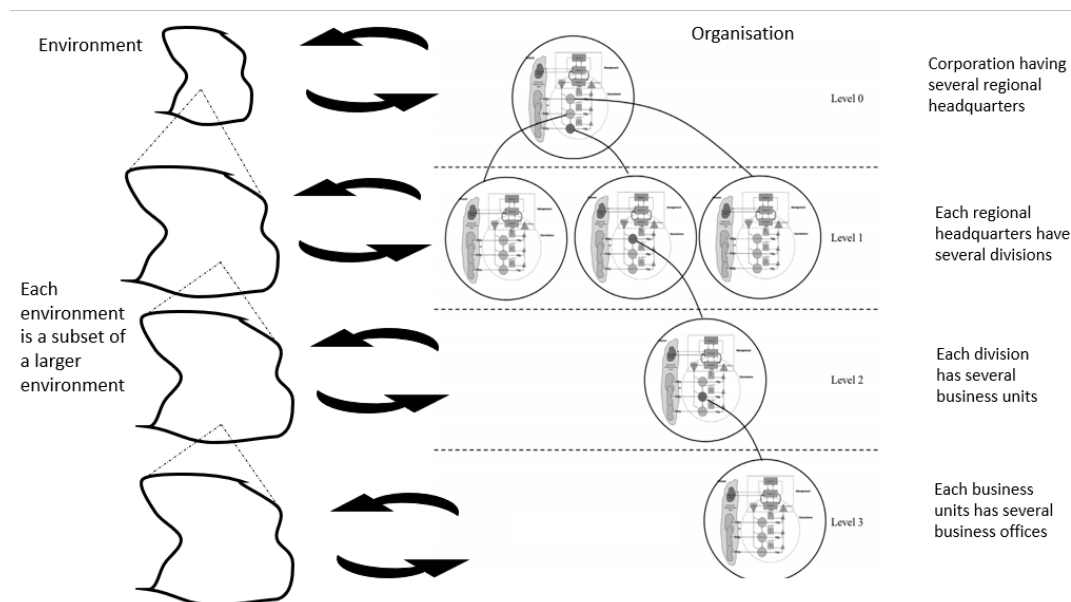 Environment
Organisation
Corporation having
several regional
headquarters
Level 0
Each regional
headquarters have
several divisions
Level 1
Each
environment
is a subset of
a larger
environment
Each division
has several
business units
Level 2
Each business
units has several
business offices
Level 3